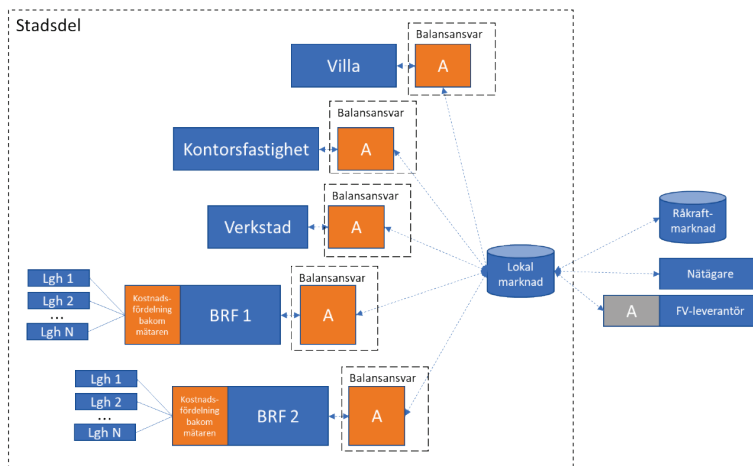 Stadsdel
Balansansvar
Villa
A
Balansansvar
Kontorsfastighet
A
Balansansvar
Verkstad
A
Råkraft-
marknad
Lokal
marknad
Nätägare
A
FV-leverantör
Balansansvar
Lgh 1
Lgh 2
...
Lgh N
Kostnads-
fördelning
bakom
mätaren
BRF 1
A
Balansansvar
Lgh 1
Lgh 2
...
Lgh N
Kostnads-
fördelning
bakom
mätaren
BRF 2
A